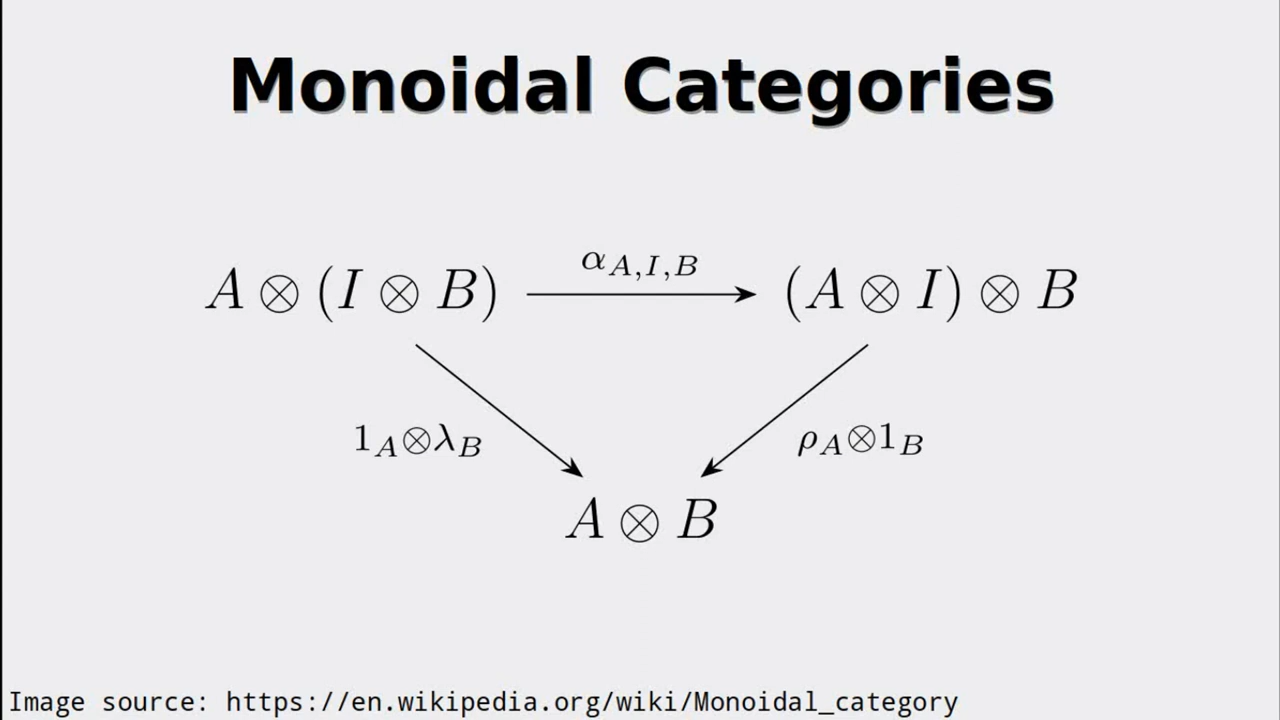 Monoidal Categories
α_{A,I,B}
A ⊗ (I ⊗ B) (A ⊗ I) ⊗ B
1_A⊗λ_B ρ_A⊗1_B
A ⊗ B
Image source: https://en.wikipedia.org/wiki/Monoidal_category